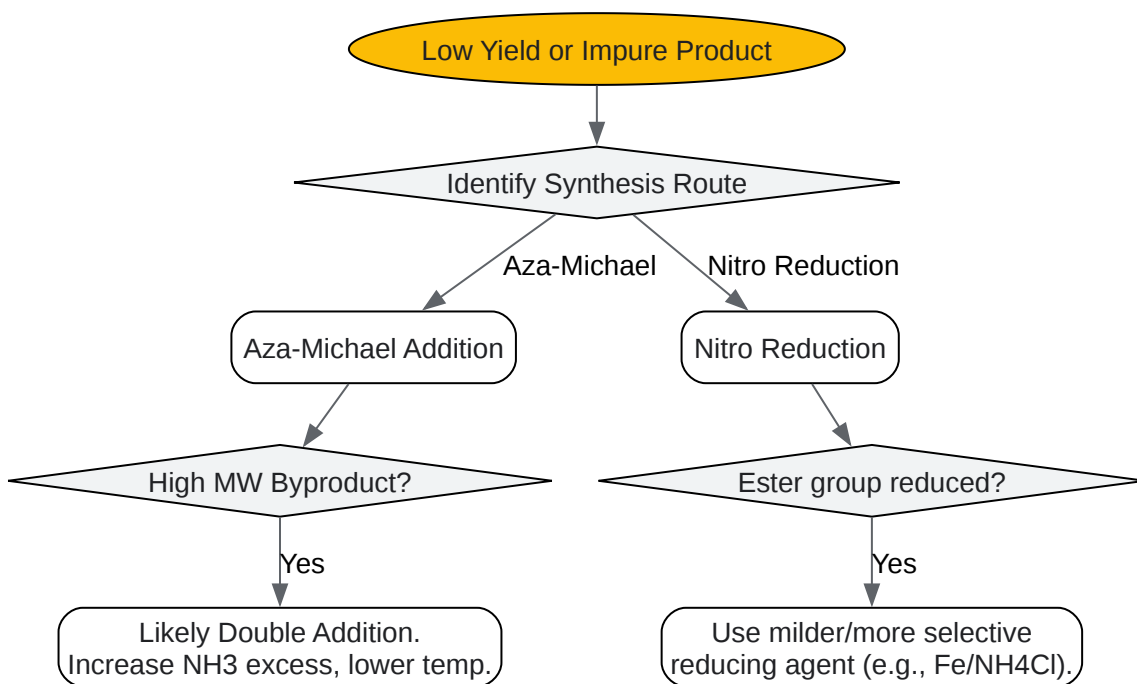 Low Yield or Impure Product
Identify Synthesis Route
Aza-Michael
Nitro Reduction
Aza-Michael Addition
Nitro Reduction
High MW Byproduct?
Ester group reduced?
Yes
Yes
Likely Double Addition.
Increase NH3 excess, lower temp.
Use milder/more selective
reducing agent (e.g., Fe/NH4Cl).